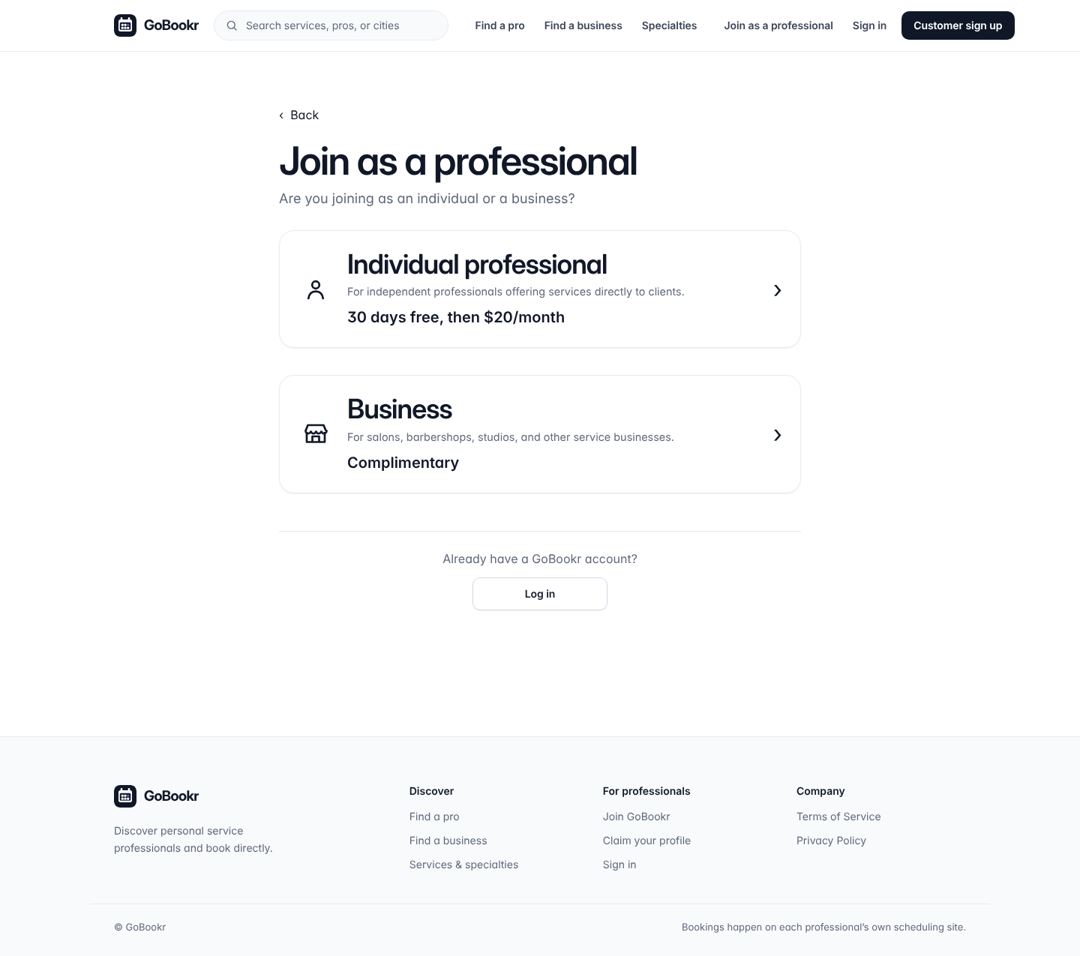 GoBookr
Search services, pros, or cities
Find a pro
Find a business
Specialties
Join as a professional
Sign in
Customer sign up
‹ Back
Join as a professional
Are you joining as an individual or a business?
Individual professional
For independent professionals offering services directly to clients.
30 days free, then $20/month
Business
For salons, barbershops, studios, and other service businesses.
Complimentary
Already have a GoBookr account?
Log in
GoBookr
Discover personal service
professionals and book directly.
Discover
Find a pro
Find a business
Services & specialties
For professionals
Join GoBookr
Claim your profile
Sign in
Company
Terms of Service
Privacy Policy
© GoBookr
Bookings happen on each professional’s own scheduling site.